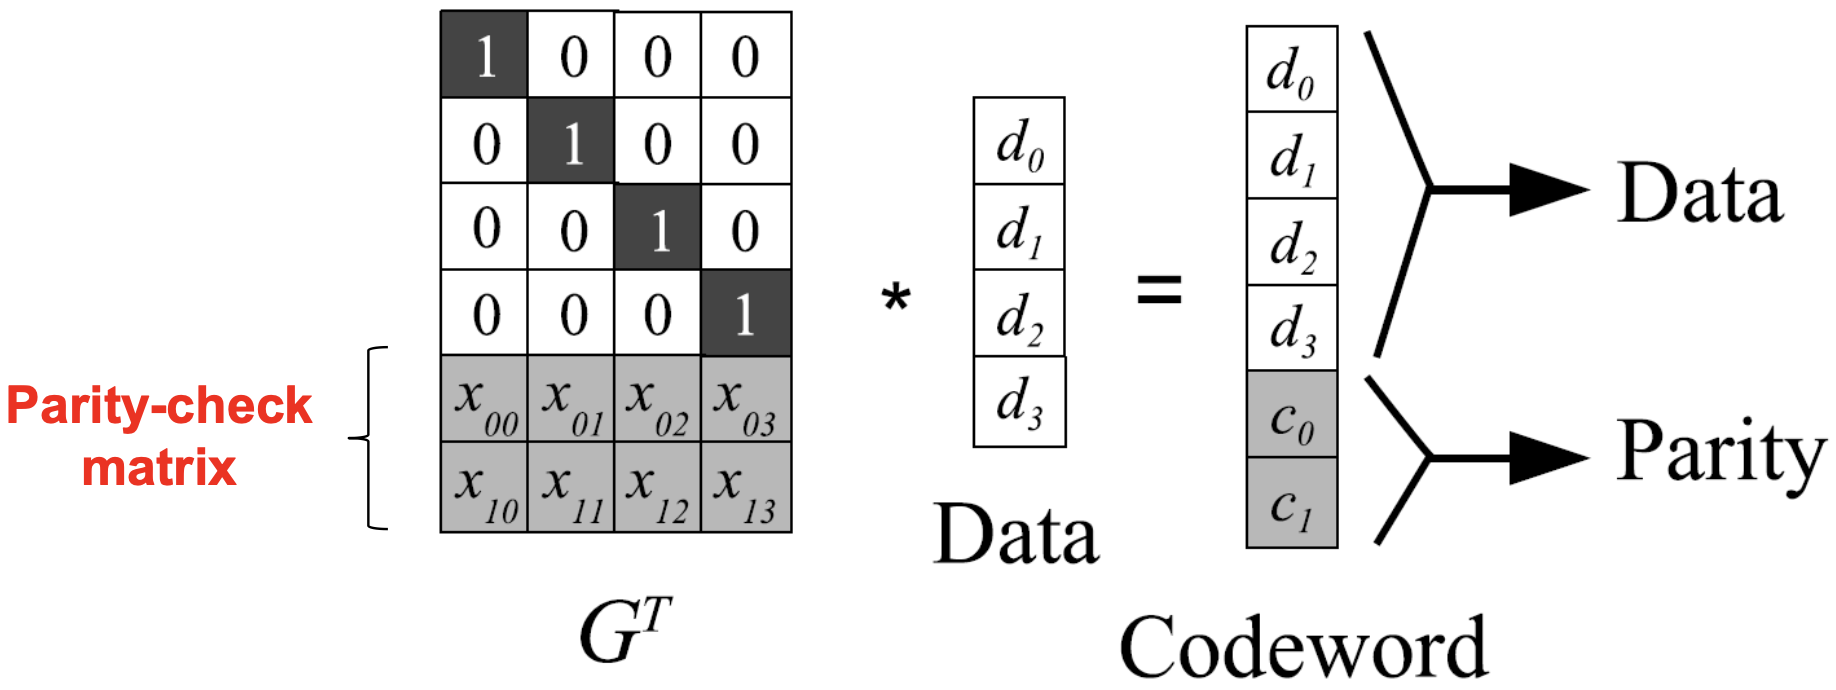 1 0 0 0
0 1 0 0
0 0 1 0
0 0 0 1
x00 x01 x02 x03
x10 x11 x12 x13
Parity-check
matrix
G^T
*
d0
d1
d2
d3
Data
=
d0
d1
d2
d3
c0
c1
Codeword
Data
Parity